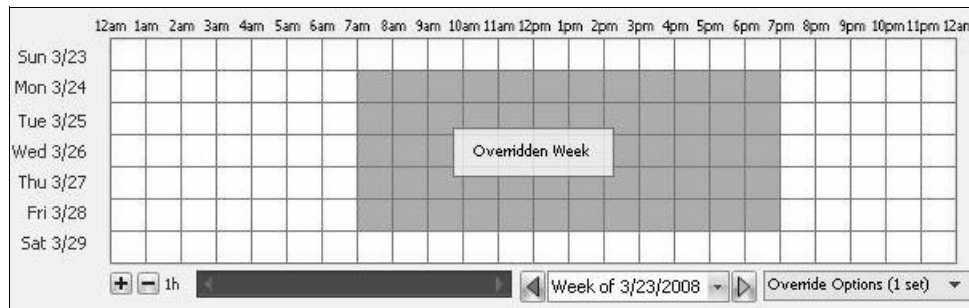 12am 1am 2am 3am 4am 5am 6am 7am 8am 9am 10am 11am 12pm 1pm 2pm 3pm 4pm 5pm 6pm 7pm 8pm 9pm 10pm 11pm 12am
Sun 3/23
Mon 3/24
Tue 3/25
Wed 3/26
Overridden Week
Thu 3/27
Fri 3/28
Sat 3/29
+ − 1h Week of 3/23/2008 Override Options (1 set)